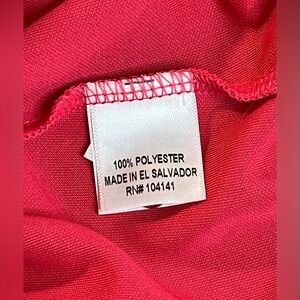 100% POLYESTER
MADE IN EL SALVADOR
RN# 104141